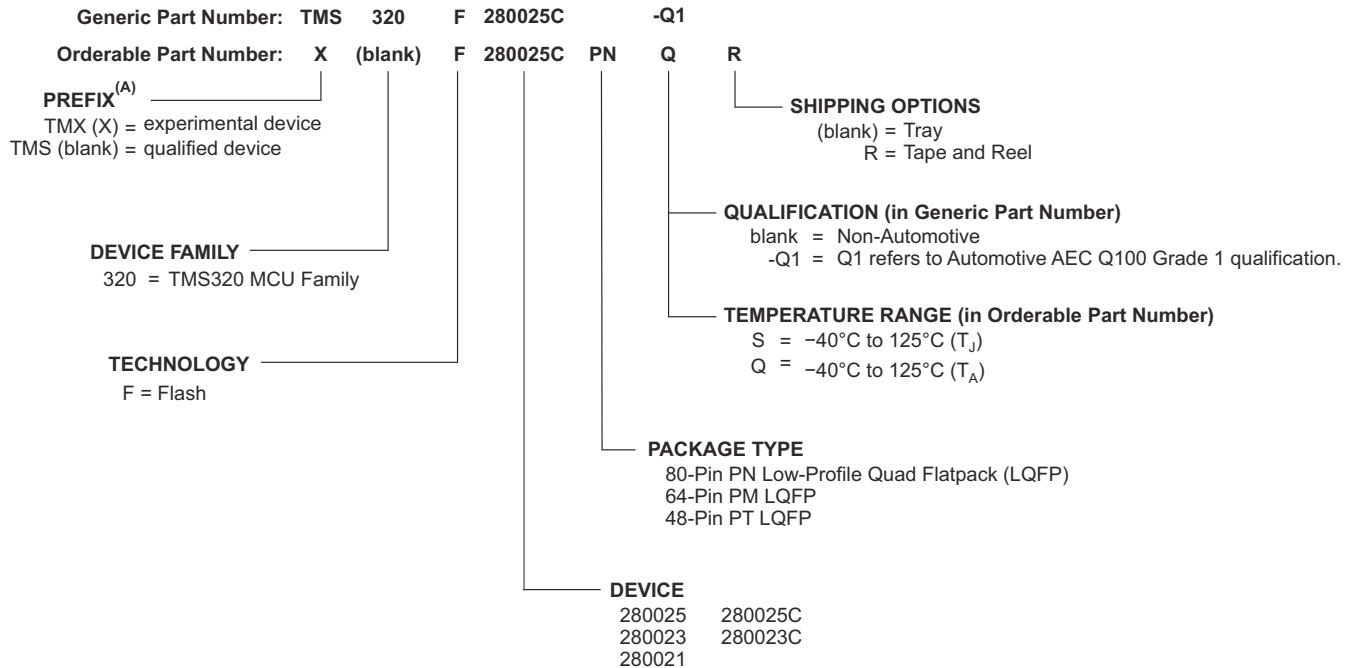 Generic Part Number: TMS 320 F 280025C -Q1
Orderable Part Number: X (blank) F 280025C PN Q R
PREFIX(A)
TMX (X) = experimental device
TMS (blank) = qualified device
SHIPPING OPTIONS
(blank) = Tray
R = Tape and Reel
QUALIFICATION (in Generic Part Number)
blank = Non-Automotive
-Q1 = Q1 refers to Automotive AEC Q100 Grade 1 qualification.
DEVICE FAMILY
320 = TMS320 MCU Family
TEMPERATURE RANGE (in Orderable Part Number)
S = −40°C to 125°C (TJ)
Q = −40°C to 125°C (TA)
TECHNOLOGY
F = Flash
PACKAGE TYPE
80-Pin PN Low-Profile Quad Flatpack (LQFP)
64-Pin PM LQFP
48-Pin PT LQFP
DEVICE
280025 280025C
280023 280023C
280021